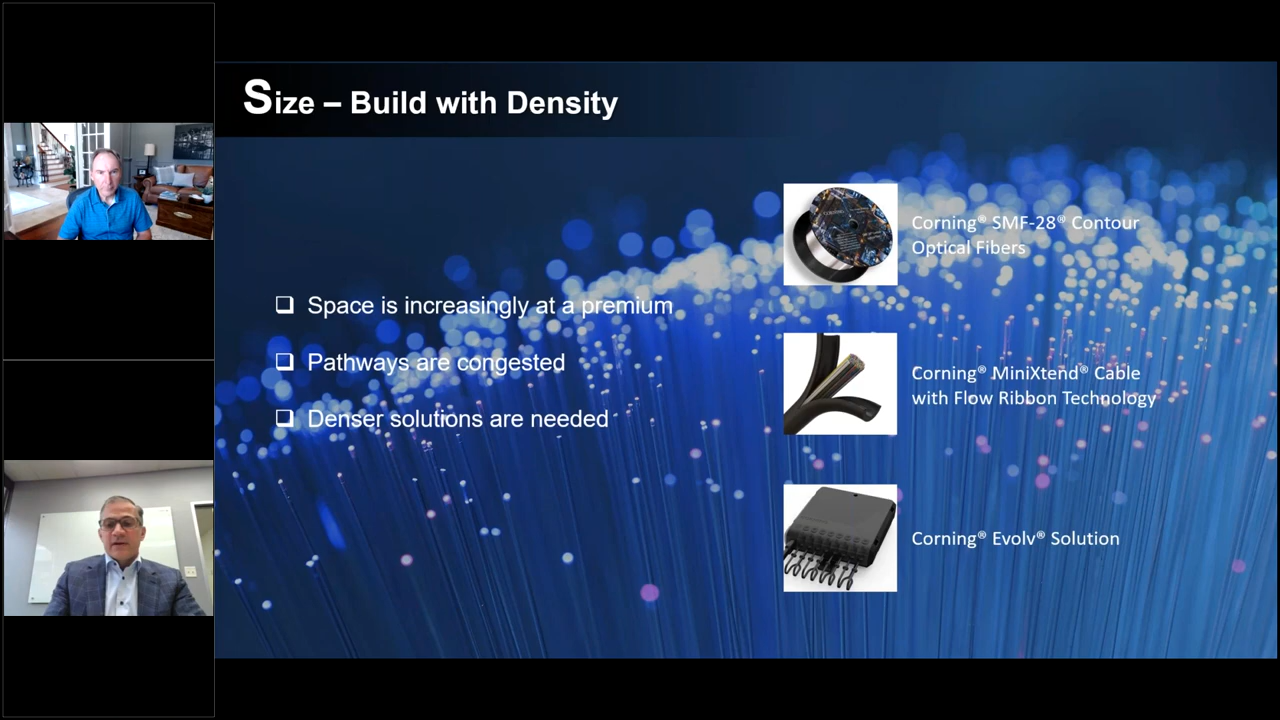 Size – Build with Density
❑ Space is increasingly at a premium
❑ Pathways are congested
❑ Denser solutions are needed
Corning® SMF-28® Contour
Optical Fibers
Corning® MiniXtend® Cable
with Flow Ribbon Technology
Corning® Evolv® Solution